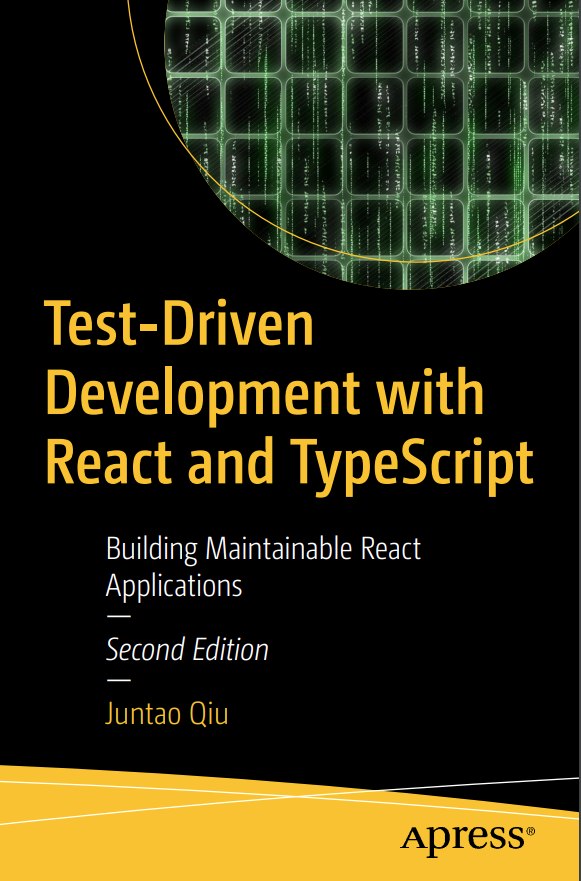 Test-Driven
Development with
React and TypeScript
Building Maintainable React
Applications
Second Edition
Juntao Qiu
Apress®